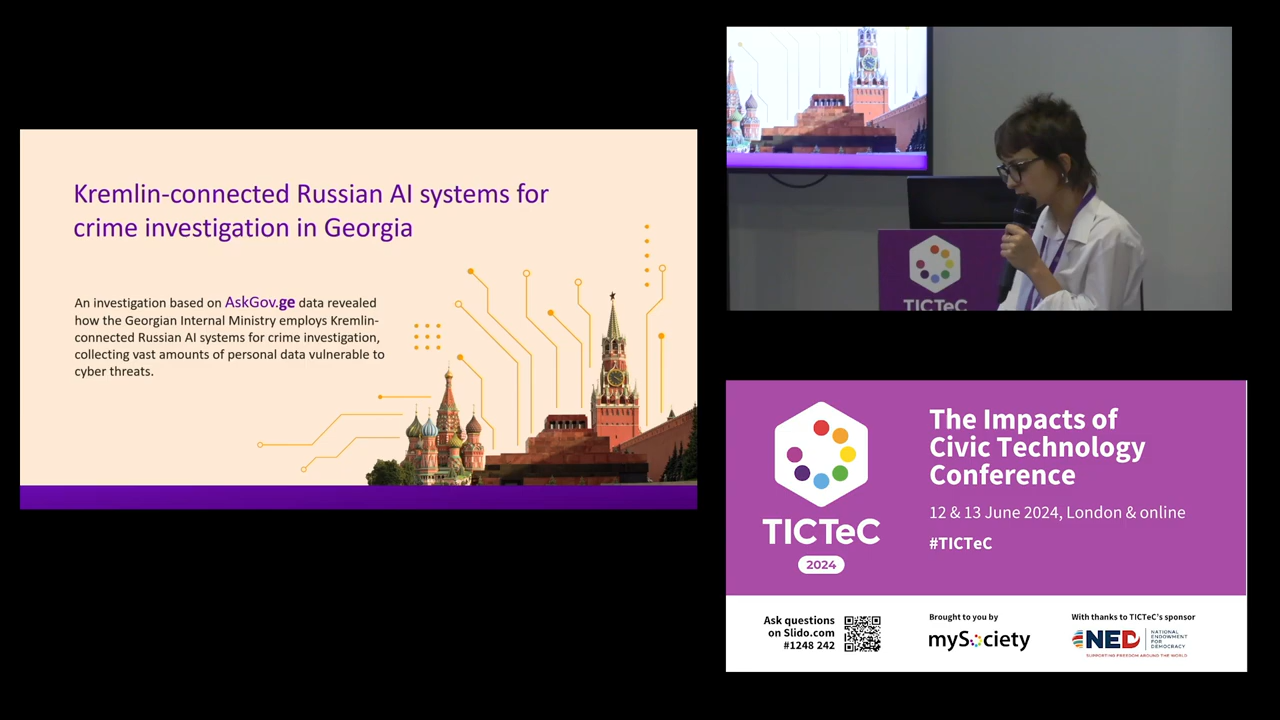 Kremlin-connected Russian AI systems for
crime investigation in Georgia
An investigation based on AskGov.ge data revealed
how the Georgian Internal Ministry employs Kremlin-
connected Russian AI systems for crime investigation,
collecting vast amounts of personal data vulnerable to
cyber threats.
TICTeC
The Impacts of
Civic Technology
Conference
12 & 13 June 2024, London & online
#TICTeC
TICTeC
2024
Ask questions
on Slido.com
#1248 242
Brought to you by
mySociety
With thanks to TICTeC's sponsor
NED
NATIONAL
ENDOWMENT
FOR
DEMOCRACY
SUPPORTING FREEDOM AROUND THE WORLD